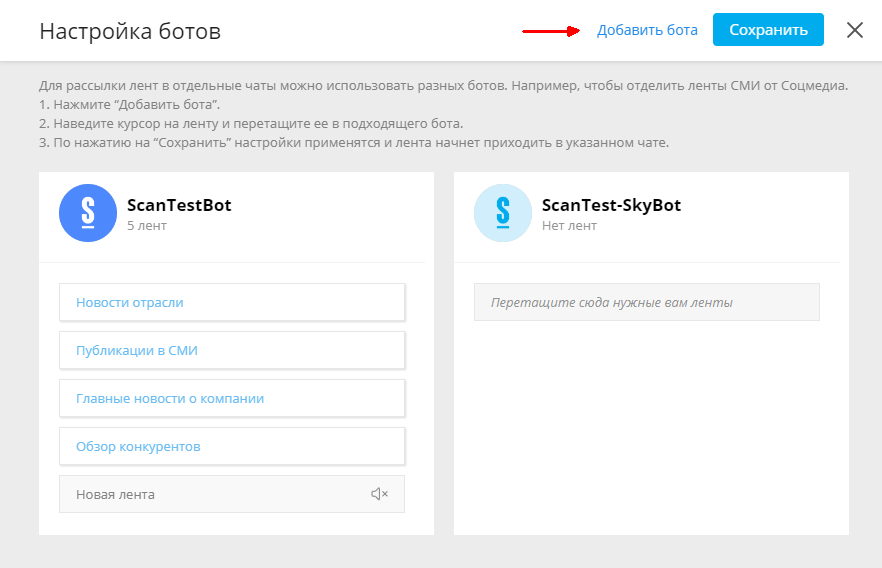 Настройка ботов
Добавить бота
Сохранить
Для рассылки лент в отдельные чаты можно использовать разных ботов. Например, чтобы отделить ленты СМИ от Соцмедиа.
1. Нажмите “Добавить бота”.
2. Наведите курсор на ленту и перетащите ее в подходящего бота.
3. По нажатию на “Сохранить” настройки применятся и лента начнет приходить в указанном чате.
S
ScanTestBot
5 лент
Новости отрасли
Публикации в СМИ
Главные новости о компании
Обзор конкурентов
Новая лента
S
ScanTest-SkyBot
Нет лент
Перетащите сюда нужные вам ленты